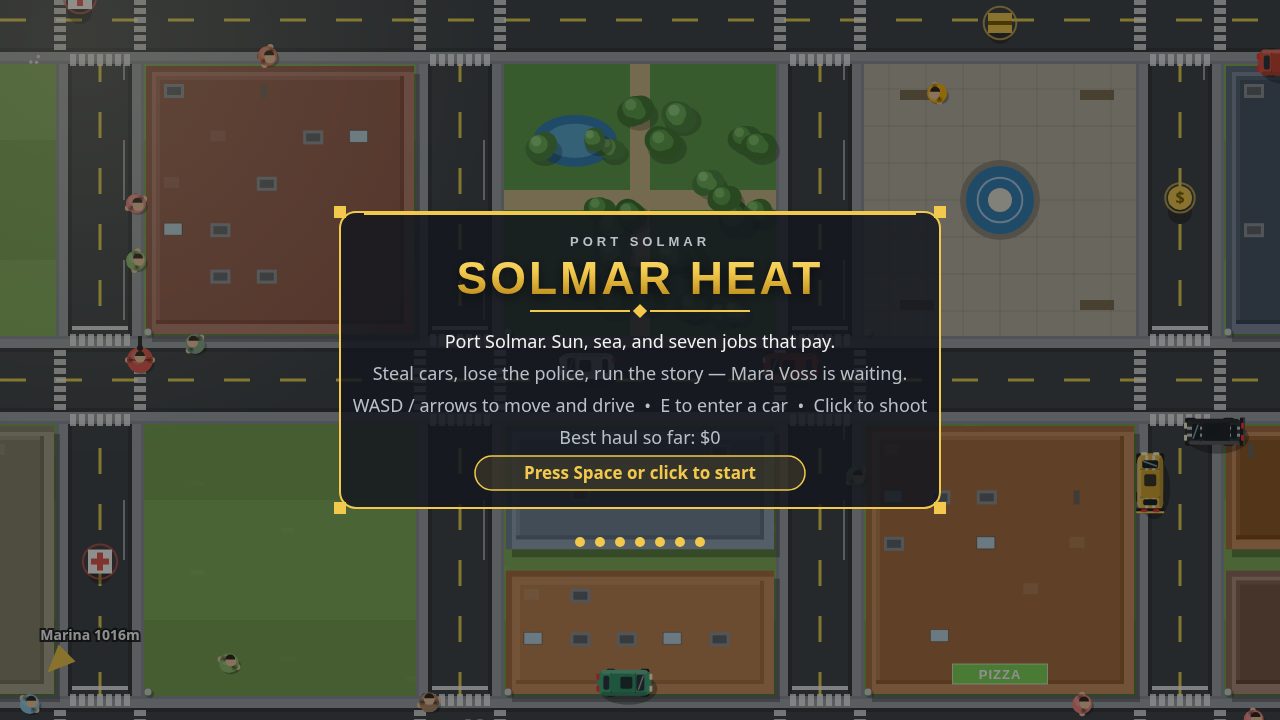 $
PORT SOLMAR
SOLMAR HEAT
Port Solmar. Sun, sea, and seven jobs that pay.
Steal cars, lose the police, run the story — Mara Voss is waiting.
WASD / arrows to move and drive • E to enter a car • Click to shoot
Best haul so far: $0
Press Space or click to start
Marina 1016m
PIZZA